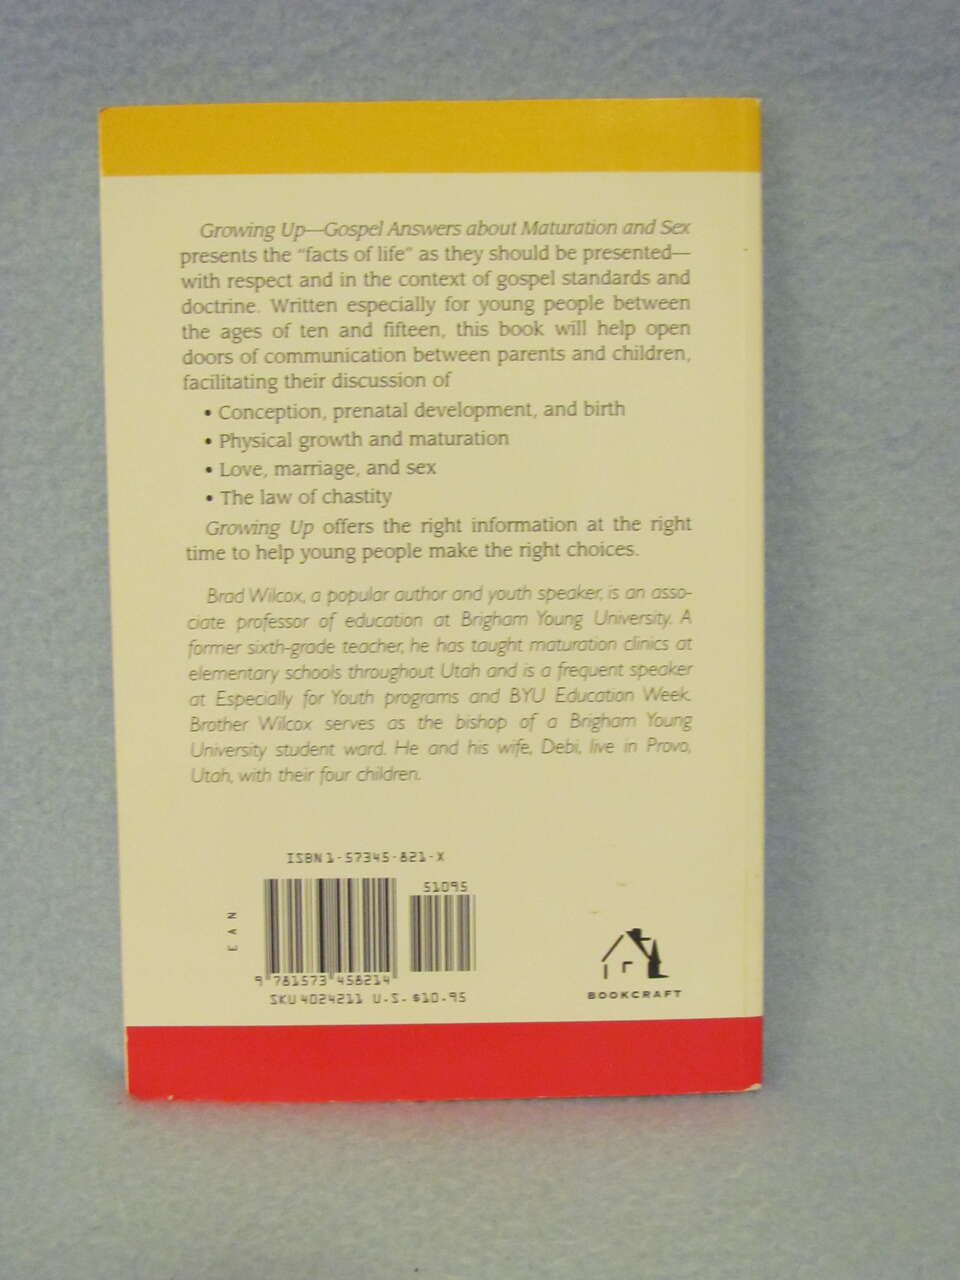 Growing Up—Gospel Answers about Maturation and Sex
presents the "facts of life" as they should be presented—
with respect and in the context of gospel standards and
doctrine. Written especially for young people between
the ages of ten and fifteen, this book will help open
doors of communication between parents and children,
facilitating their discussion of
• Conception, prenatal development, and birth
• Physical growth and maturation
• Love, marriage, and sex
• The law of chastity
Growing Up offers the right information at the right
time to help young people make the right choices.
Brad Wilcox, a popular author and youth speaker, is an asso-
ciate professor of education at Brigham Young University. A
former sixth-grade teacher, he has taught maturation clinics at
elementary schools throughout Utah and is a frequent speaker
at Especially for Youth programs and BYU Education Week.
Brother Wilcox serves as the bishop of a Brigham Young
University student ward. He and his wife, Debi, live in Provo,
Utah, with their four children.
ISBN 1-57345-821-X
51095
EAN
9 781573 458214
SKU 4024211 U.S. $10.95
BOOKCRAFT